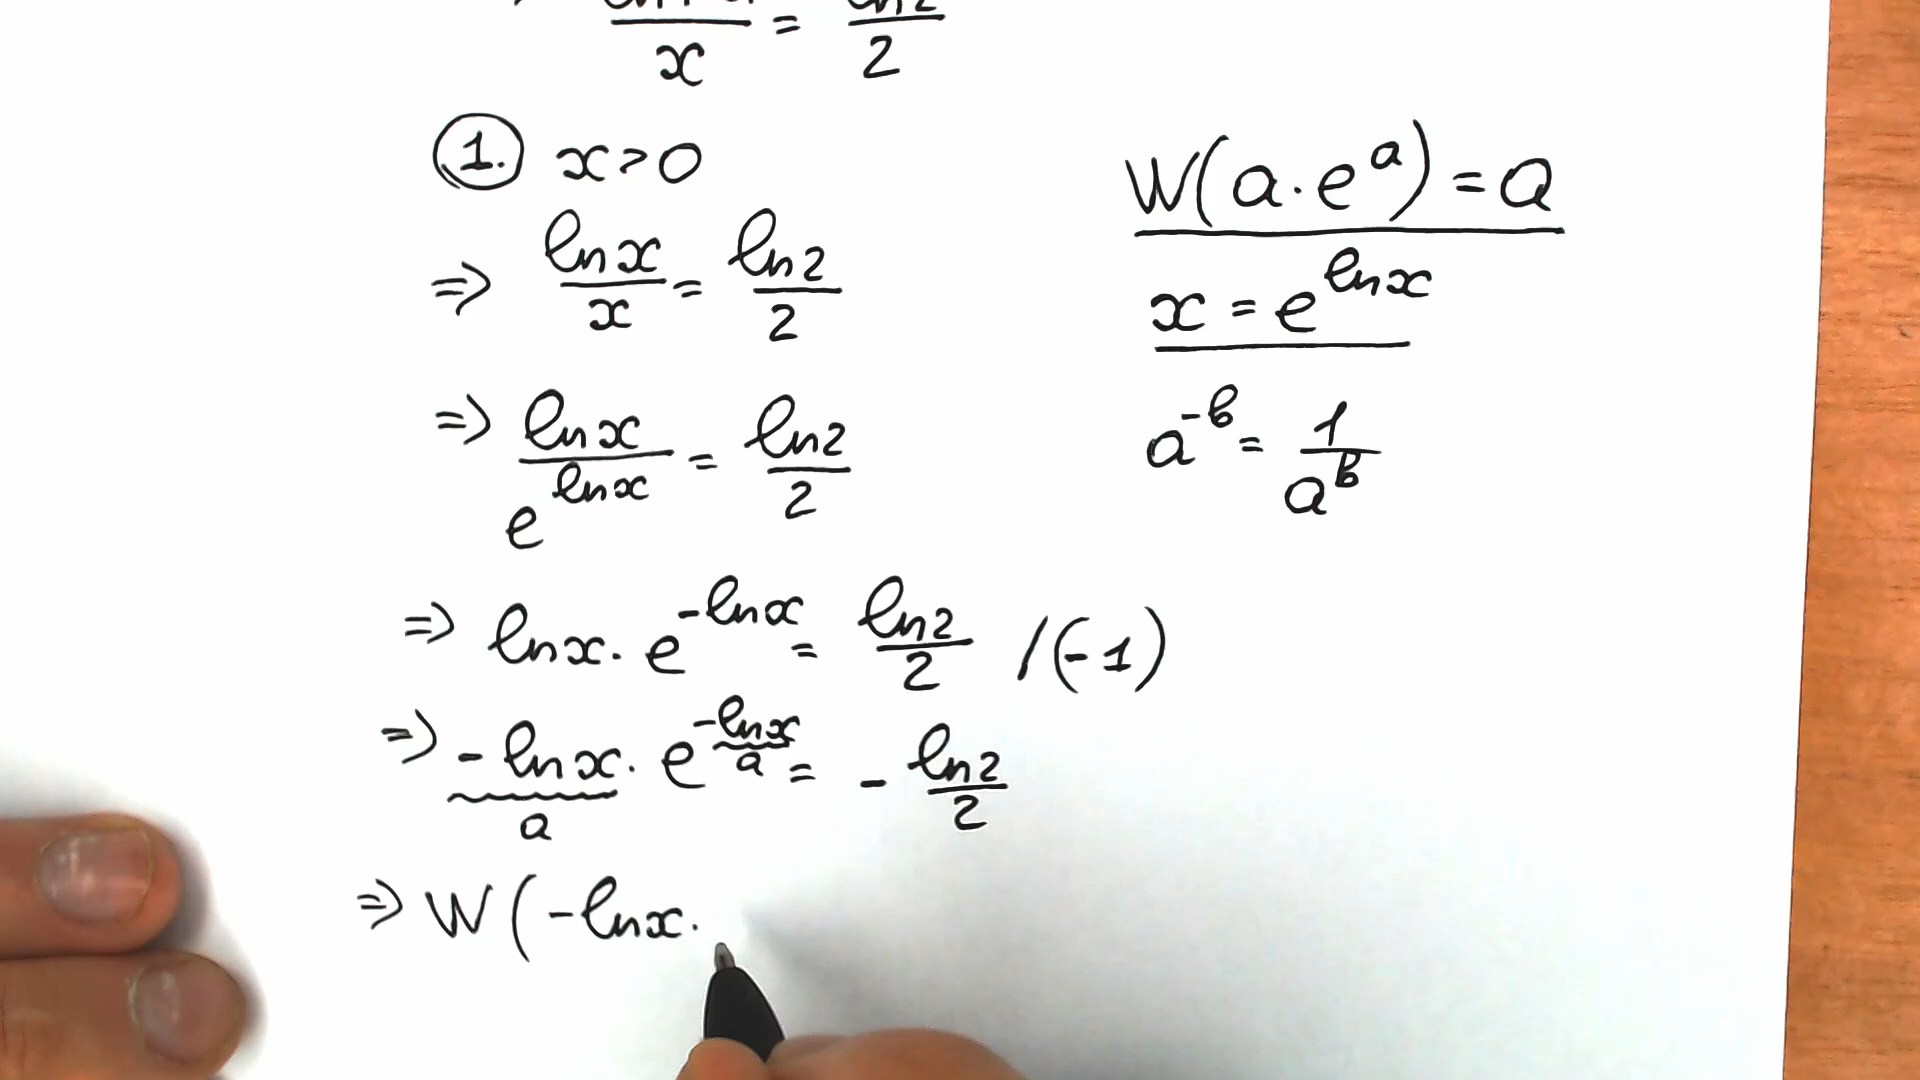 x = 2
1. x > 0
⇒ lnx/x = ln2/2
⇒ lnx/e^lnx = ln2/2
⇒ lnx · e^-lnx = ln2/2 /(-1)
⇒ -lnx · e^-lnx = - ln2/2
a a
⇒ W(-lnx ·
W(a · e^a) = a
x = e^lnx
a^-b = 1/a^b